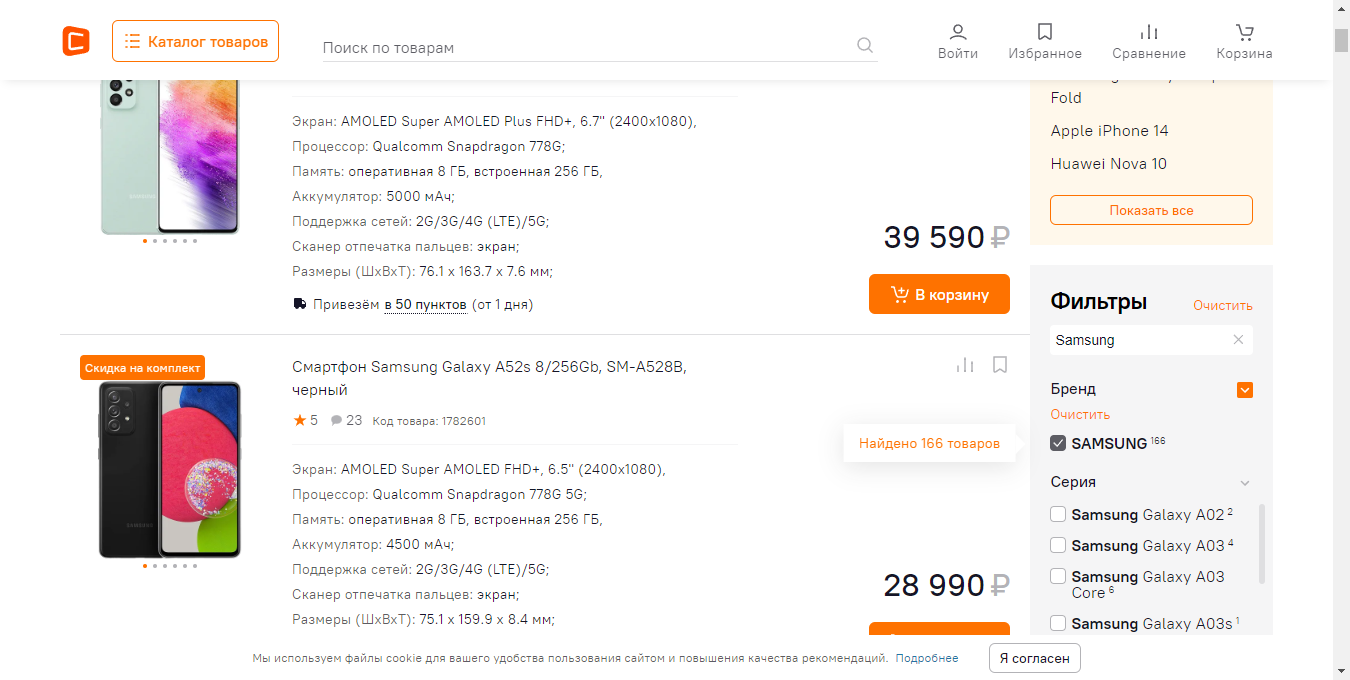 Каталог товаров
Поиск по товарам
Войти
Избранное
Сравнение
Корзина
Экран: AMOLED Super AMOLED Plus FHD+, 6.7" (2400x1080),
Процессор: Qualcomm Snapdragon 778G;
Память: оперативная 8 ГБ, встроенная 256 ГБ,
Аккумулятор: 5000 мАч;
Поддержка сетей: 2G/3G/4G (LTE)/5G;
Сканер отпечатка пальцев: экран;
Размеры (ШxВxТ): 76.1 x 163.7 x 7.6 мм;
Привезём в 50 пунктов (от 1 дня)
39 590 ₽
В корзину
Скидка на комплект
Смартфон Samsung Galaxy A52s 8/256Gb, SM-A528B,
черный
5 23 Код товара: 1782601
Экран: AMOLED Super AMOLED FHD+, 6.5" (2400x1080),
Процессор: Qualcomm Snapdragon 778G 5G;
Память: оперативная 8 ГБ, встроенная 256 ГБ,
Аккумулятор: 4500 мАч;
Поддержка сетей: 2G/3G/4G (LTE)/5G;
Сканер отпечатка пальцев: экран;
Размеры (ШxВxТ): 75.1 x 159.9 x 8.4 мм;
28 990 ₽
Fold
Apple iPhone 14
Huawei Nova 10
Показать все
Фильтры
Очистить
Samsung
Бренд
Очистить
SAMSUNG 166
Найдено 166 товаров
Серия
Samsung Galaxy A02 2
Samsung Galaxy A03 4
Samsung Galaxy A03
Core 6
Samsung Galaxy A03s 1
Мы используем файлы cookie для вашего удобства пользования сайтом и повышения качества рекомендаций. Подробнее
Я согласен